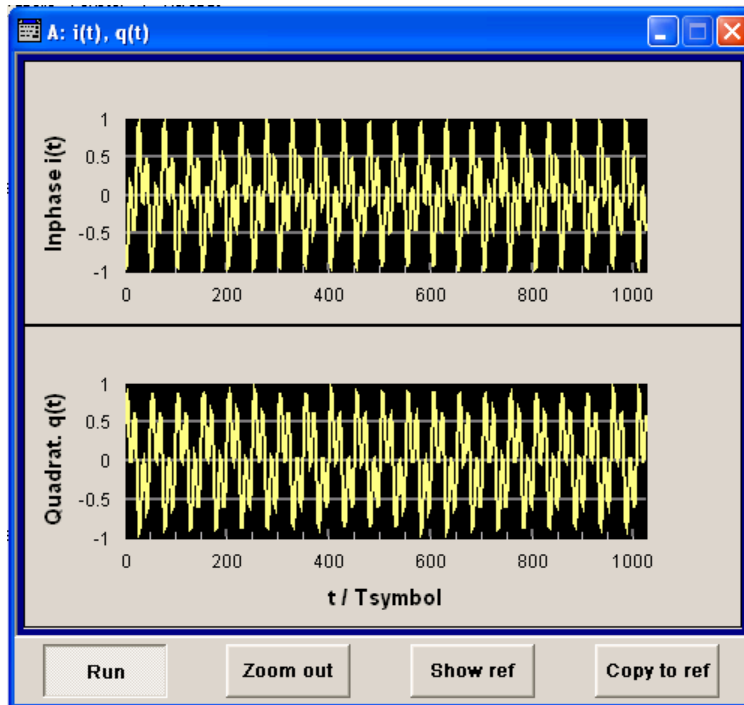 A: i(t), q(t)
Inphase i(t)
1
0.5
0
-0.5
-1
0 200 400 600 800 1000
Quadrat. q(t)
1
0.5
0
-0.5
-1
0 200 400 600 800 1000
t / Tsymbol
Run Zoom out Show ref Copy to ref